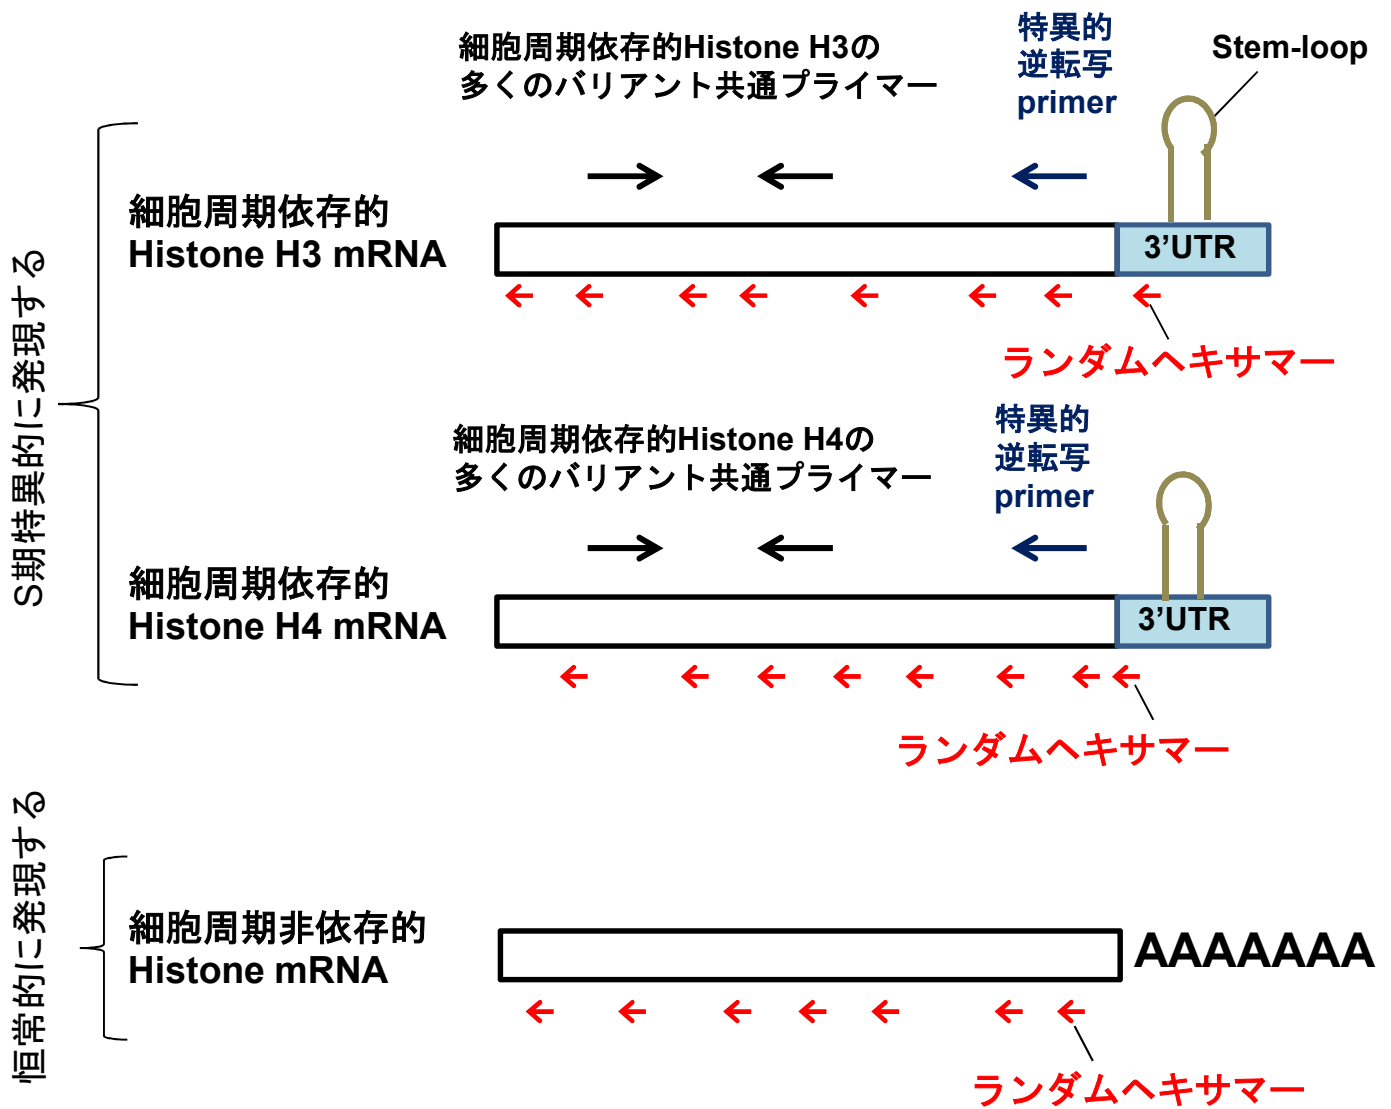 細胞周期依存的Histone H3の
多くのバリアント共通プライマー
特異的
逆転写
primer
Stem-loop
S期特異的に発現する
細胞周期依存的
Histone H3 mRNA
3’UTR
ランダムヘキサマー
細胞周期依存的Histone H4の
多くのバリアント共通プライマー
特異的
逆転写
primer
細胞周期依存的
Histone H4 mRNA
3’UTR
ランダムヘキサマー
恒常的に発現する
細胞周期非依存的
Histone mRNA
AAAAAAA
ランダムヘキサマー